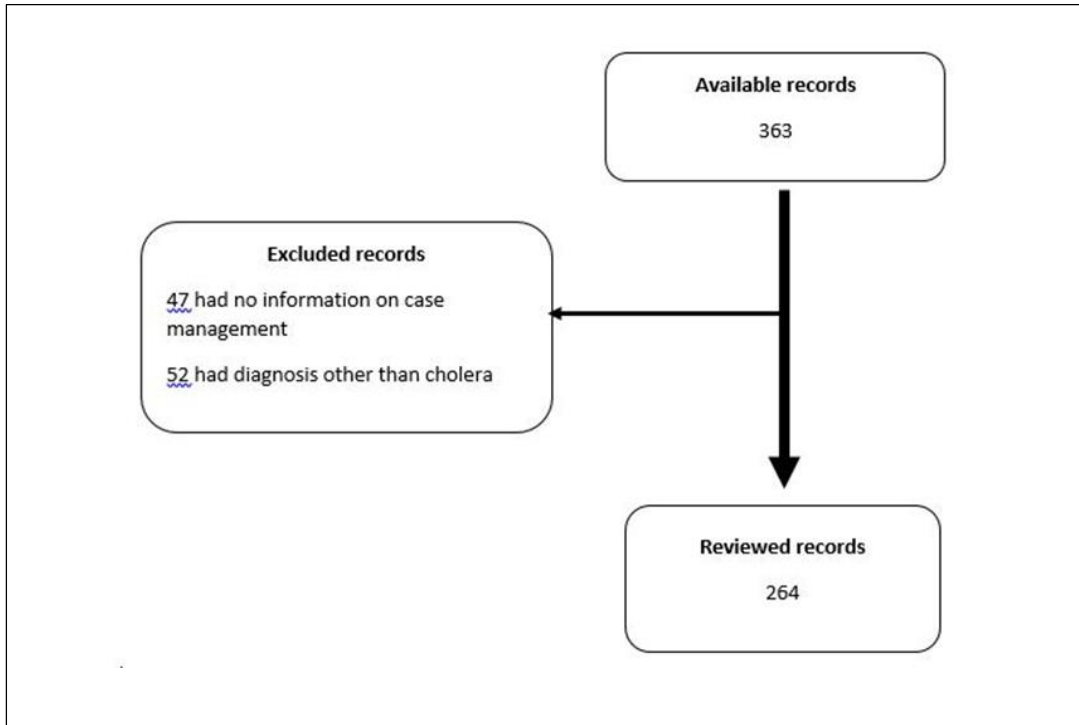 Available records
363
Excluded records
47 had no information on case
management
52 had diagnosis other than cholera
Reviewed records
264